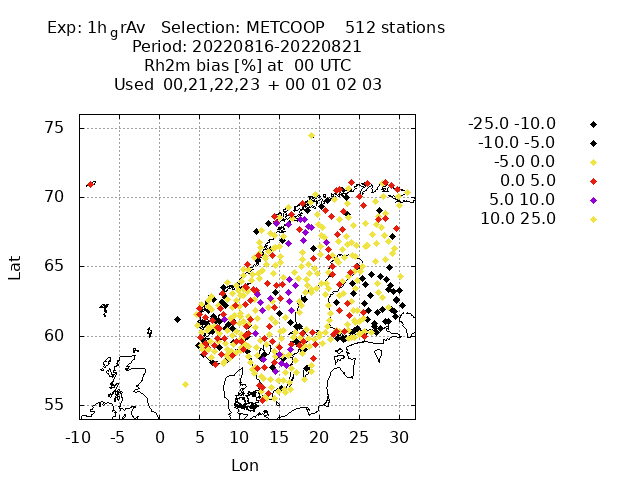 Exp: 1h_grAv Selection: METCOOP 512 stations
Period: 20220816-20220821
Rh2m bias [%] at 00 UTC
Used 00,21,22,23 + 00 01 02 03
-25.0 -10.0
-10.0 -5.0
-5.0 0.0
0.0 5.0
5.0 10.0
10.0 25.0
75
70
65
60
55
Lat
-10 -5 0 5 10 15 20 25 30
Lon